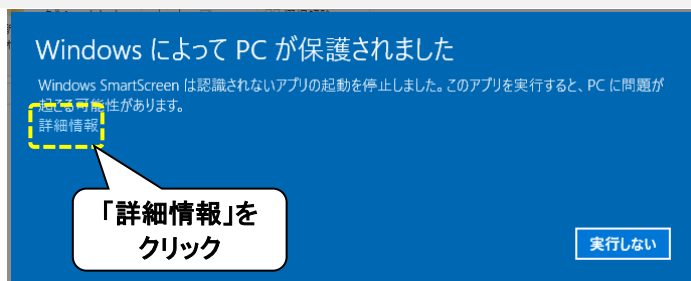 Windows によって PC が保護されました
Windows SmartScreen は認識されないアプリの起動を停止しました。このアプリを実行すると、PC に問題が
起こる可能性があります。
詳細情報
「詳細情報」を
クリック
実行しない